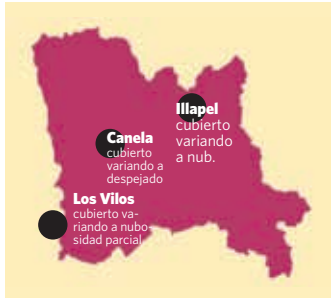 Illapel
cubierto
variando
a nub.
Canela
cubierto
variando a
despejado
Los Vilos
cubierto va-
riando a nubo-
sidad parcial